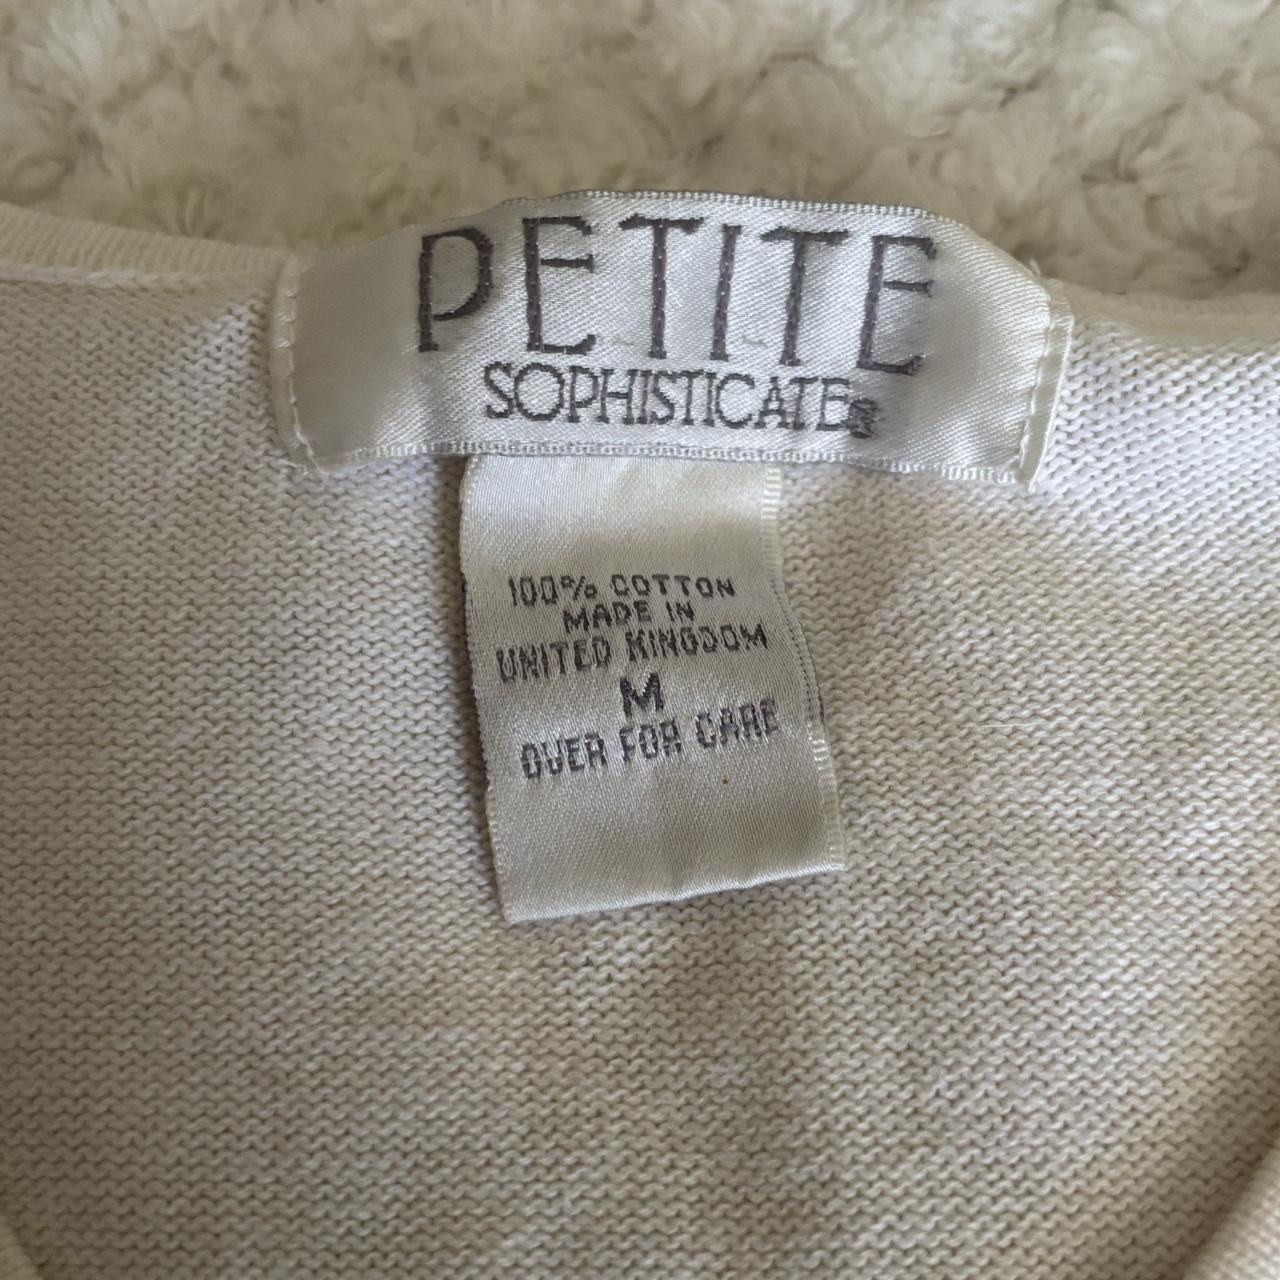 PETITE
SOPHISTICATE®
100% COTTON
MADE IN
UNITED KINGDOM
M
OVER FOR CARE